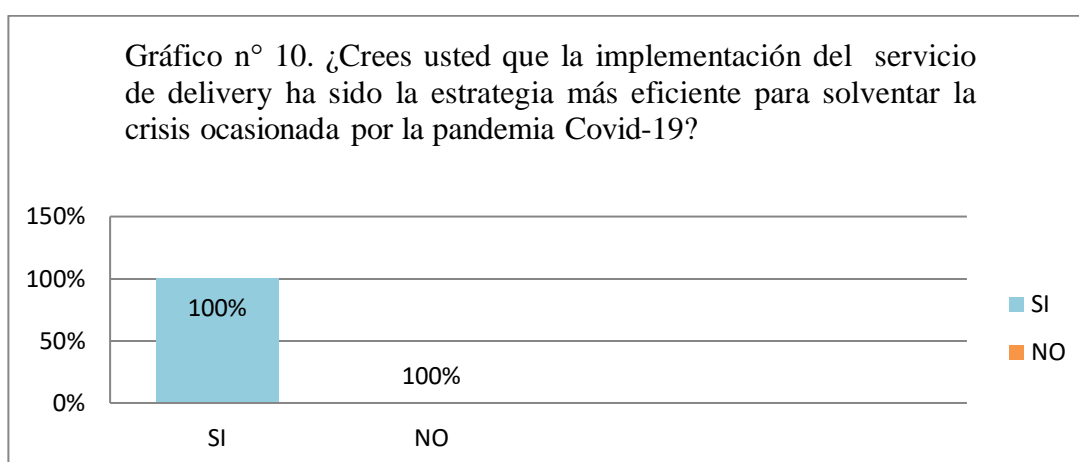 Gráfico n° 10. ¿Crees usted que la implementación del servicio
de delivery ha sido la estrategia más eficiente para solventar la
crisis ocasionada por la pandemia Covid-19?
150%
100%
50%
0%
100%
100%
SI
NO
SI
NO